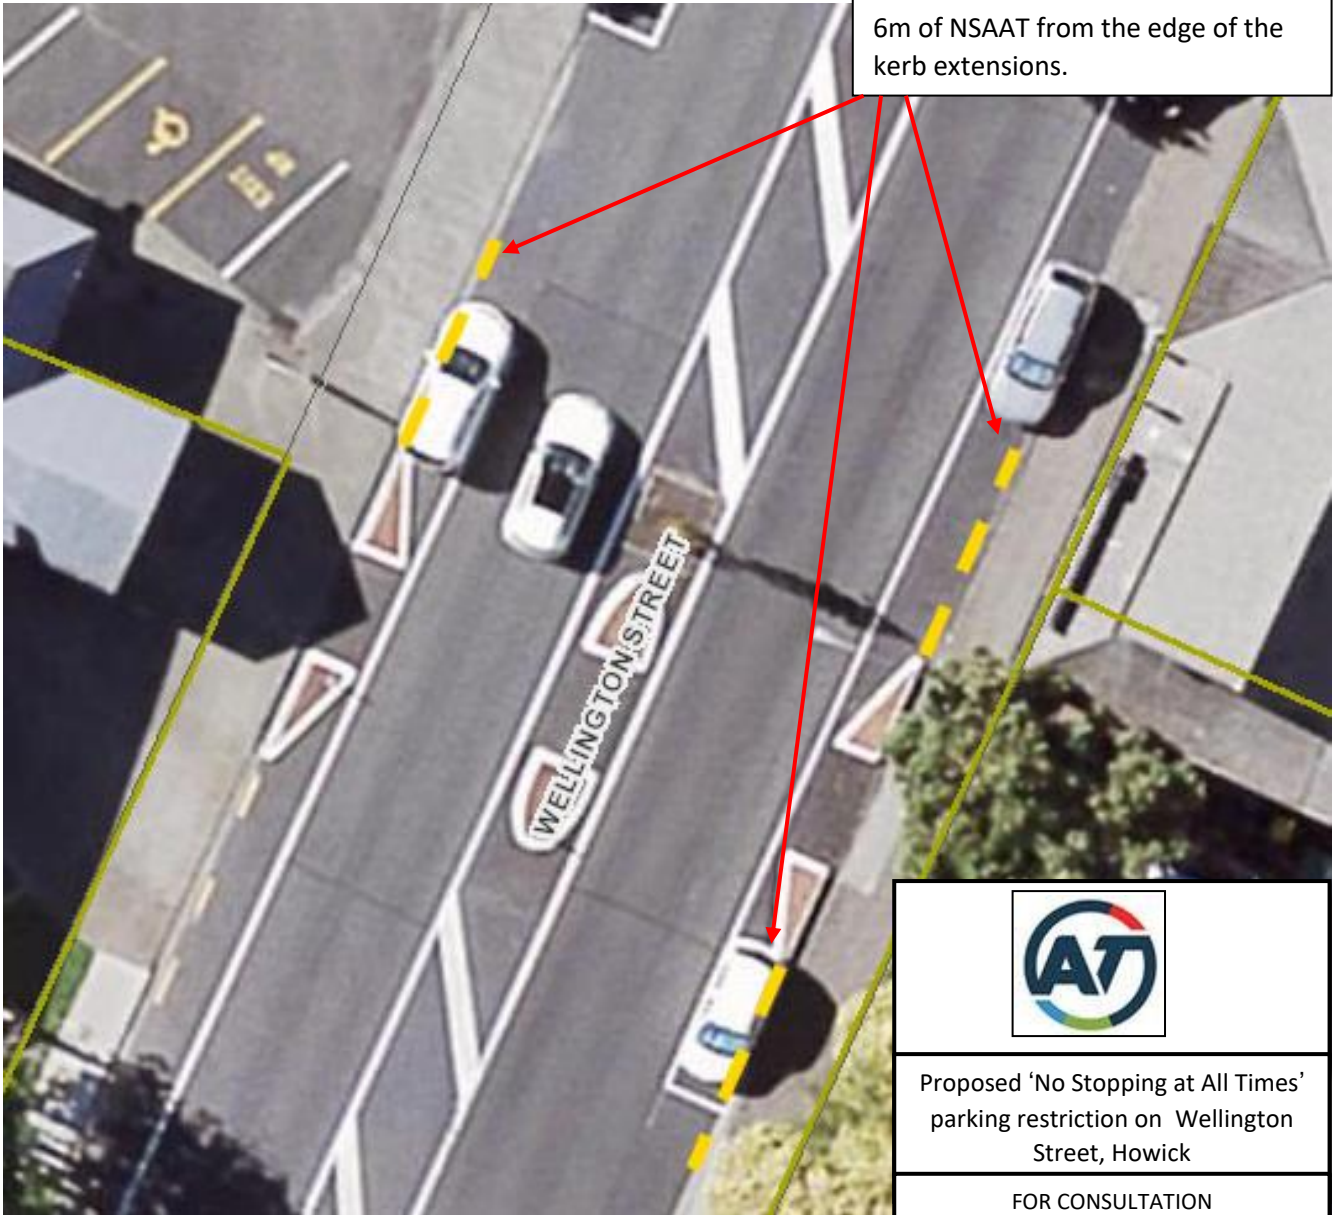 6m of NSAAT from the edge of the
kerb extensions.
WELLINGTON STREET
AT
Proposed ‘No Stopping at All Times’
parking restriction on Wellington
Street, Howick
FOR CONSULTATION